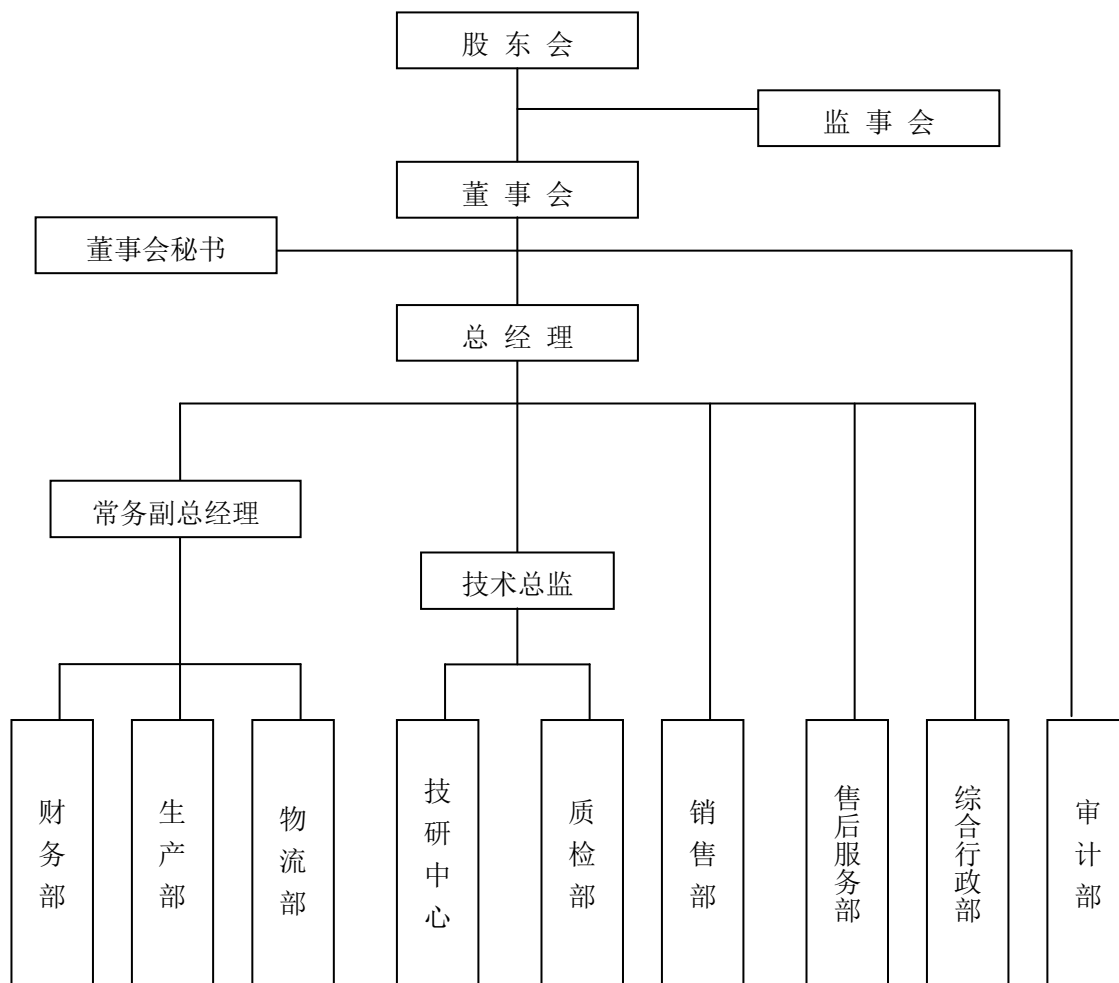 股 东 会
监 事 会
董 事 会
董事会秘书
总 经 理
常务副总经理
技术总监
财务部
生产部
物流部
技研中心
质检部
销售部
售后服务部
综合行政部
审计部